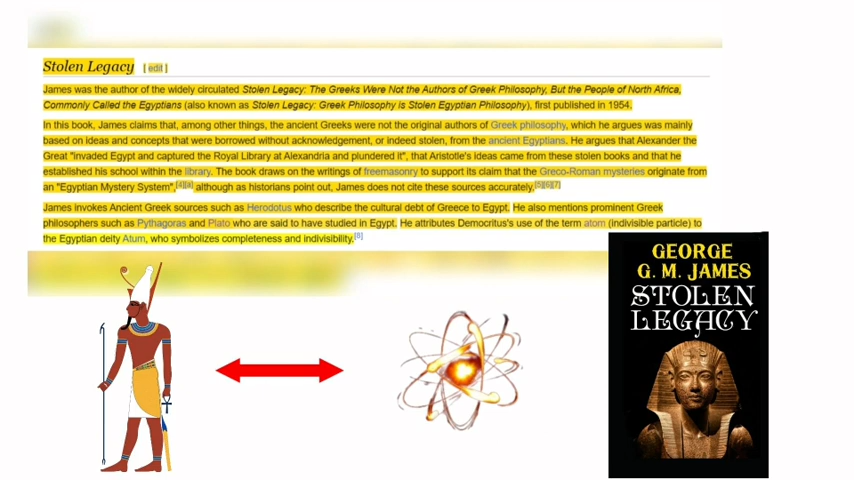 Stolen Legacy [ edit ]
James was the author of the widely circulated Stolen Legacy: The Greeks Were Not the Authors of Greek Philosophy, But the People of North Africa,
Commonly Called the Egyptians (also known as Stolen Legacy: Greek Philosophy is Stolen Egyptian Philosophy), first published in 1954.
In this book, James claims that, among other things, the ancient Greeks were not the original authors of Greek philosophy, which he argues was mainly
based on ideas and concepts that were borrowed without acknowledgement, or indeed stolen, from the ancient Egyptians. He argues that Alexander the
Great "invaded Egypt and captured the Royal Library at Alexandria and plundered it", that Aristotle's ideas came from these stolen books and that he
established his school within the library. The book draws on the writings of freemasonry to support its claim that the Greco-Roman mysteries originate from
an "Egyptian Mystery System",[4][a] although as historians point out, James does not cite these sources accurately.[5][6][7]
James invokes Ancient Greek sources such as Herodotus who describe the cultural debt of Greece to Egypt. He also mentions prominent Greek
philosophers such as Pythagoras and Plato who are said to have studied in Egypt. He attributes Democritus's use of the term atom (indivisible particle) to
the Egyptian deity Atum, who symbolizes completeness and indivisibility.[8]
GEORGE
G. M. JAMES
STOLEN
LEGACY